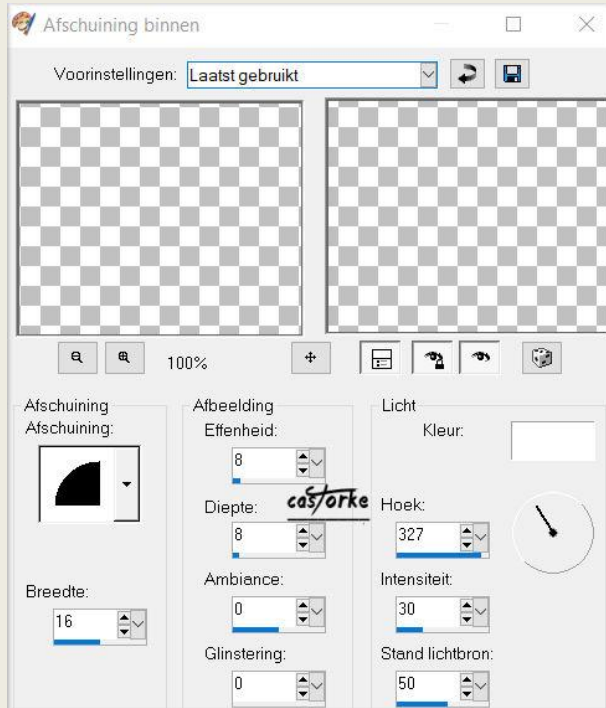 Afschuining binnen
Voorinstellingen: Laatst gebruikt
100%
Afschuining
Afschuining:
Breedte:
16
Afbeelding
Effenheid:
8
Diepte:
8
Ambiance:
0
Glinstering:
0
castorke
Licht
Kleur:
Hoek:
327
Intensiteit:
30
Stand lichtbron:
50